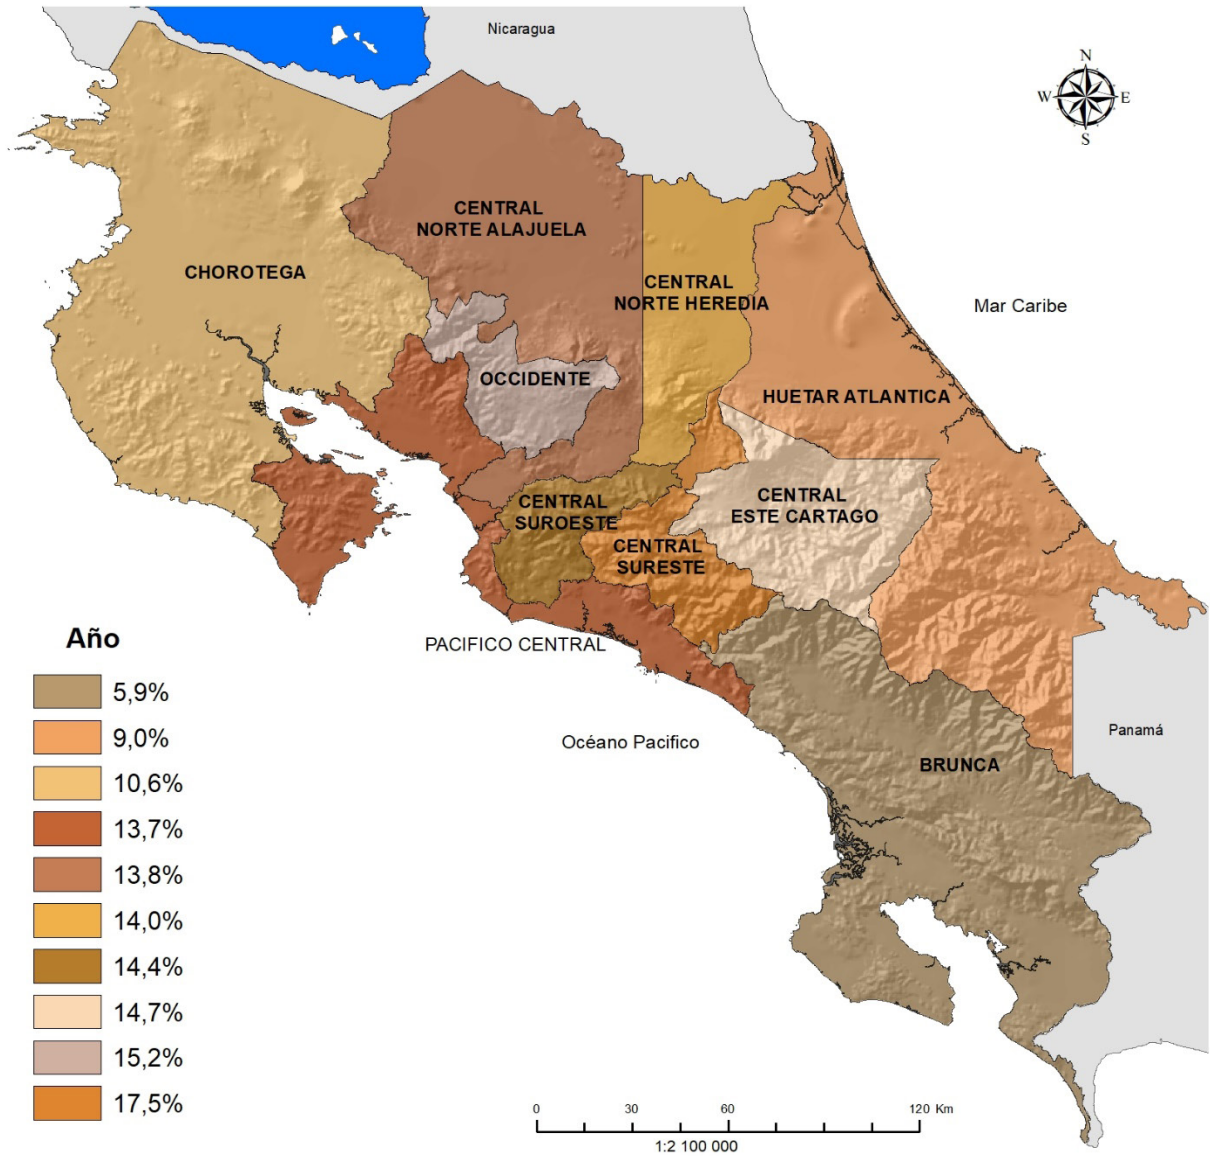 Nicaragua
N
W
E
S
CENTRAL
NORTE ALAJUELA
CHOROTEGA
CENTRAL
NORTE HEREDIA
Mar Caribe
OCCIDENTE
HUETAR ATLANTICA
CENTRAL
SUROESTE
CENTRAL
ESTE CARTAGO
CENTRAL
SURESTE
PACIFICO CENTRAL
Océano Pacifico
Panamá
BRUNCA
Año
5,9%
9,0%
10,6%
13,7%
13,8%
14,0%
14,4%
14,7%
15,2%
17,5%
0 30 60 120 Km
1:2 100 000